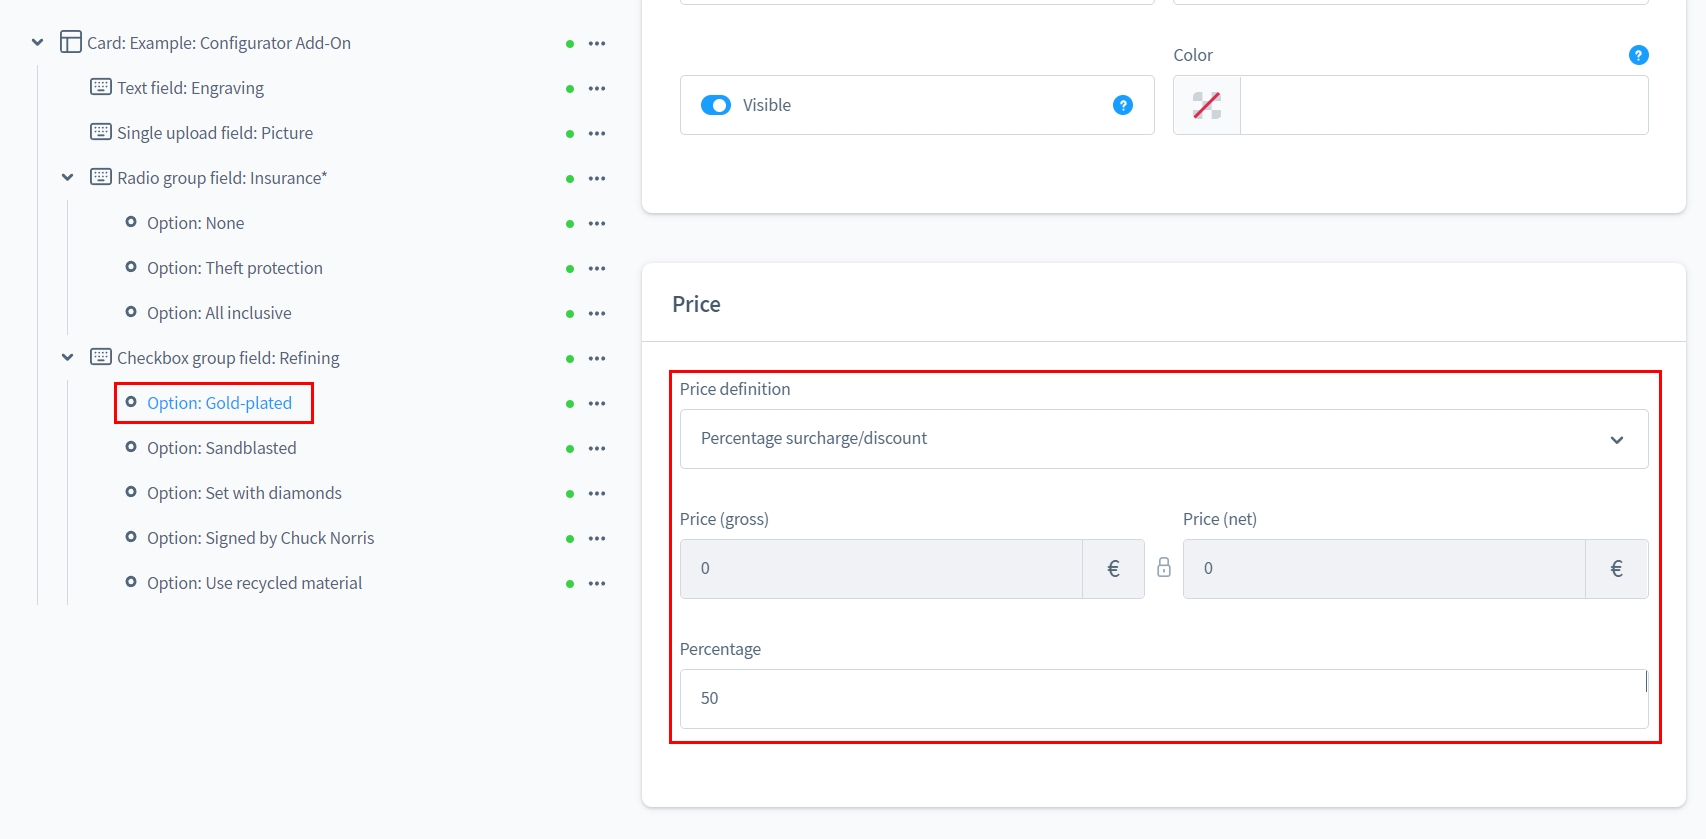 Card: Example: Configurator Add-On
Text field: Engraving
Single upload field: Picture
Radio group field: Insurance*
Option: None
Option: Theft protection
Option: All inclusive
Checkbox group field: Refining
Option: Gold-plated
Option: Sandblasted
Option: Set with diamonds
Option: Signed by Chuck Norris
Option: Use recycled material
Color ?
Visible ?
Price
Price definition
Percentage surcharge/discount
Price (gross) Price (net)
0 € 0 €
Percentage
50